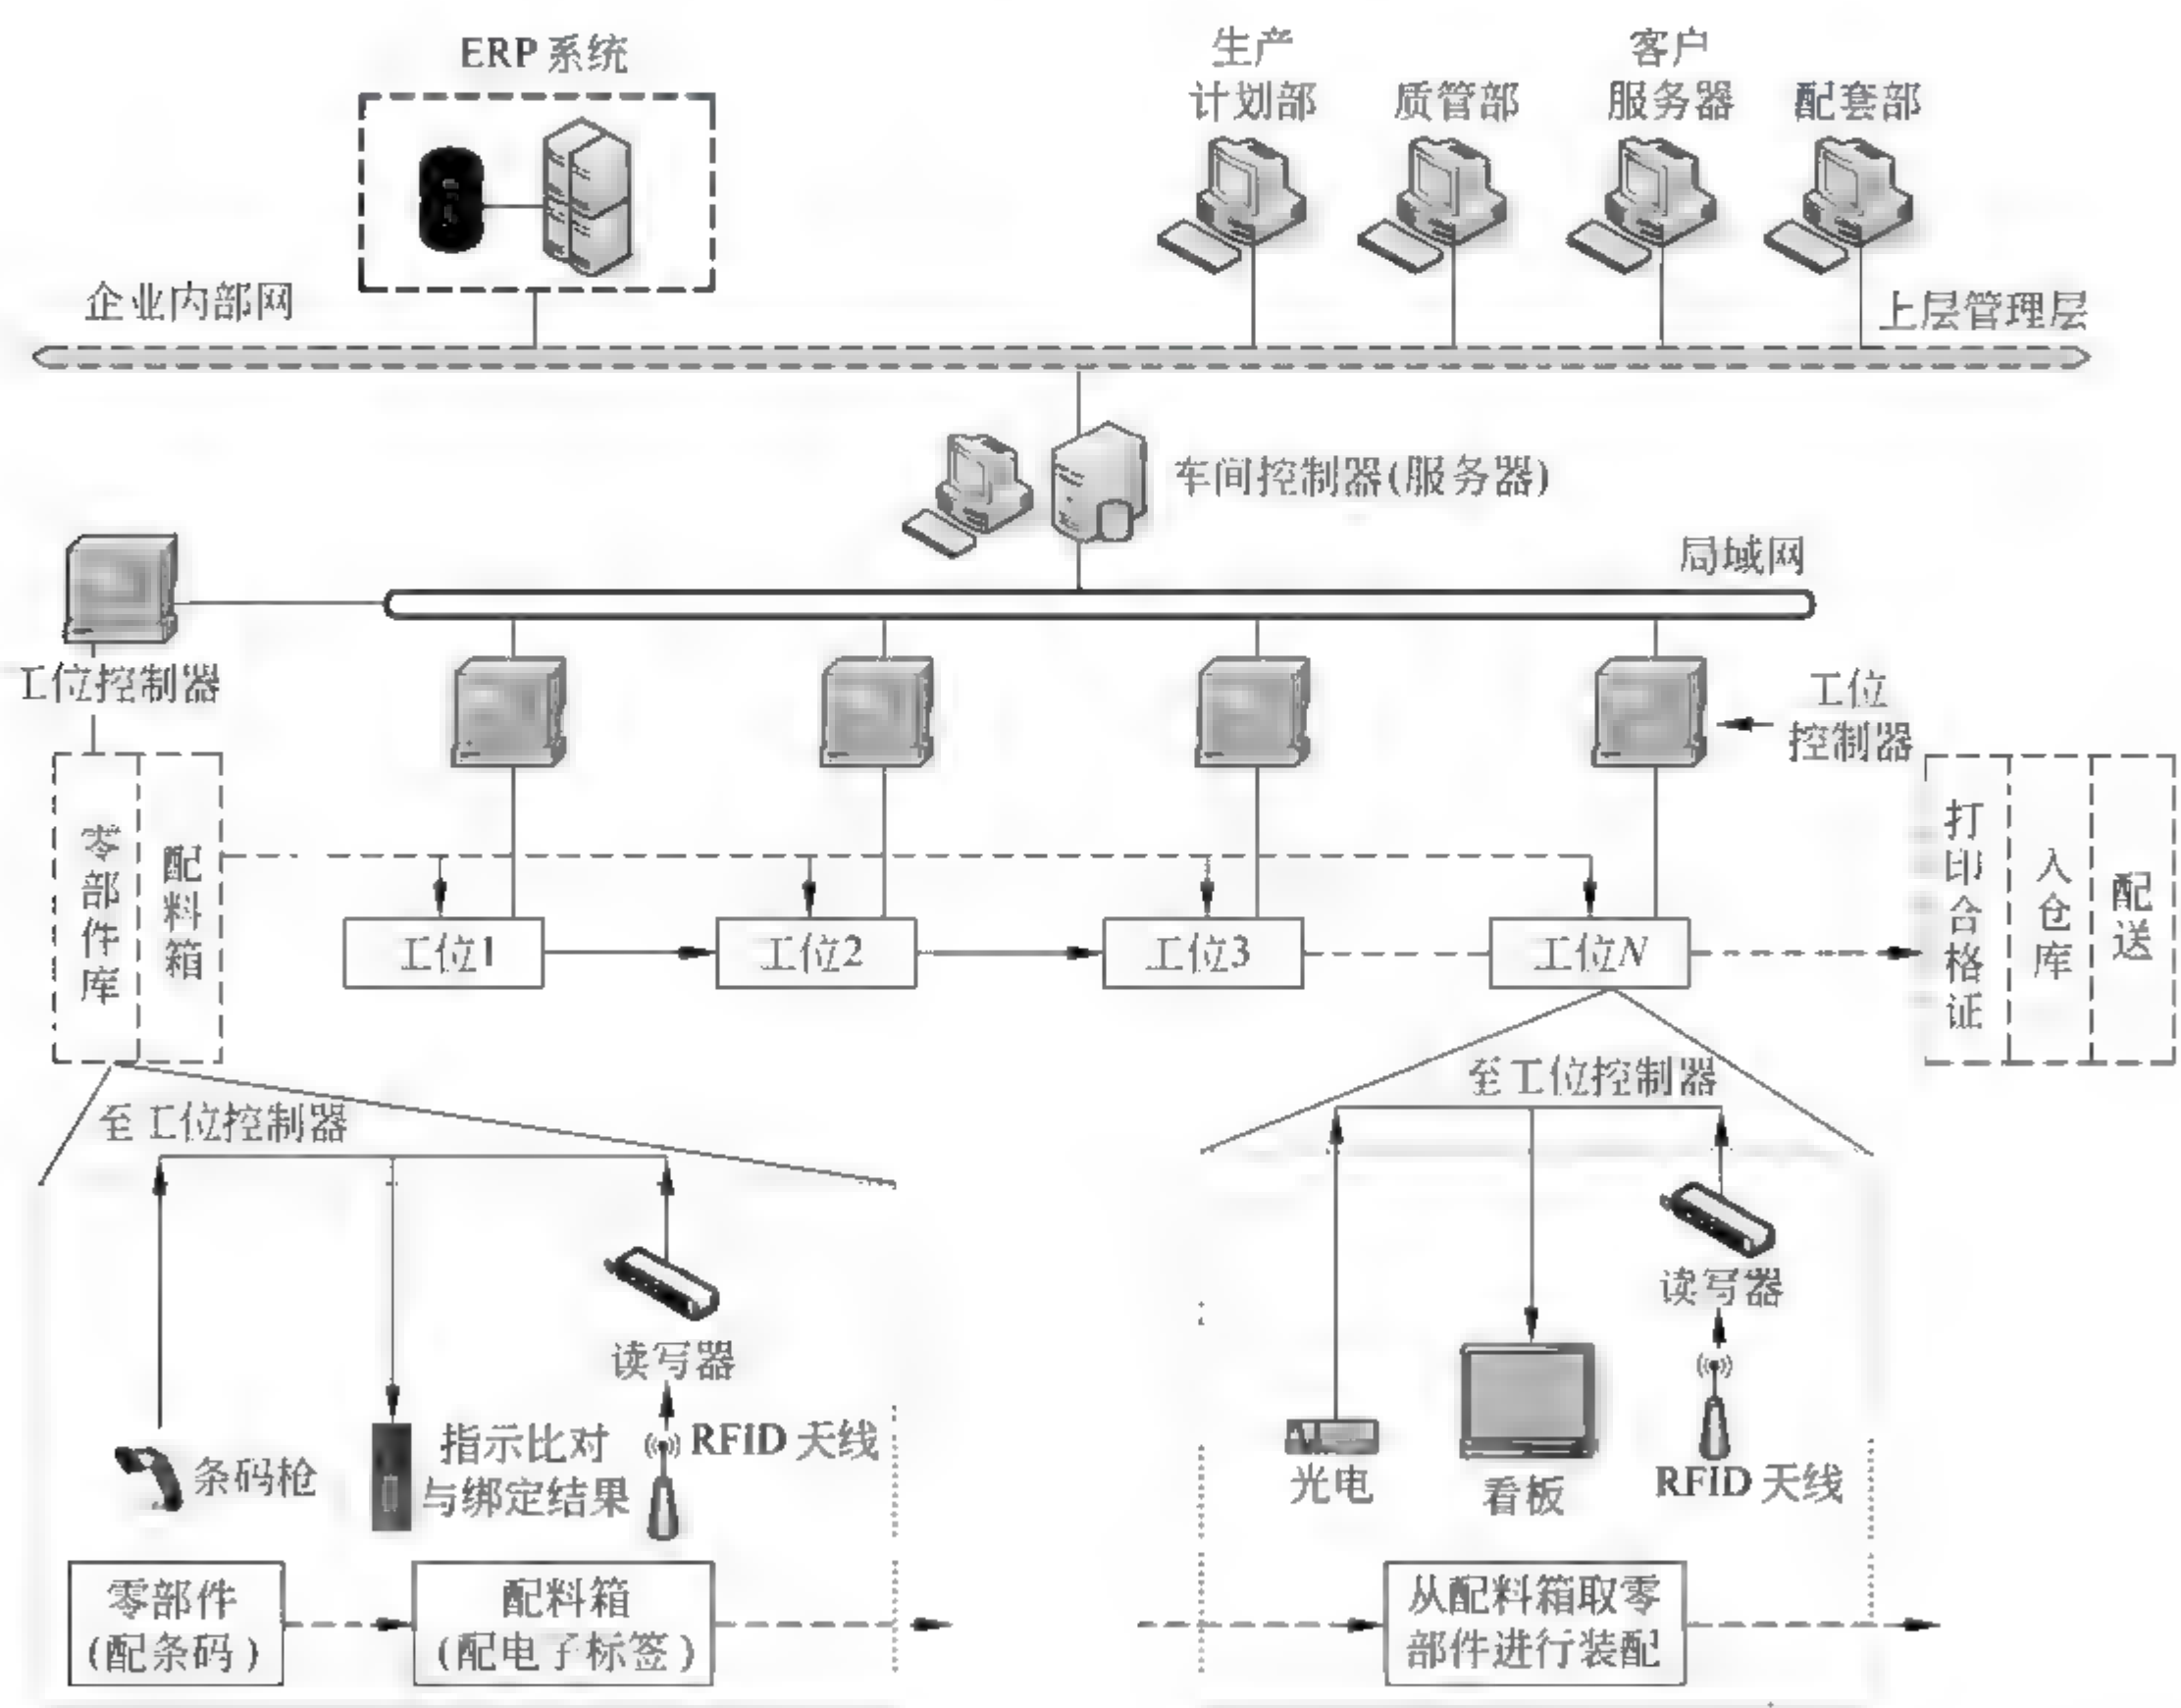 ERP 系统
生产
计划部
质管部
客户
服务器
配套部
企业内部网
上层管理层
车间控制器(服务器)
局域网
工位控制器
工位
控制器
零部件库
配料箱
工位1
工位2
工位3
工位N
打印合格证
入仓库
配送
至工位控制器
至工位控制器
读写器
读写器
条码枪
指示比对
与绑定结果
RFID 天线
光电
看板
RFID 天线
零部件
(配条码)
配料箱
(配电子标签)
从配料箱取零
部件进行装配